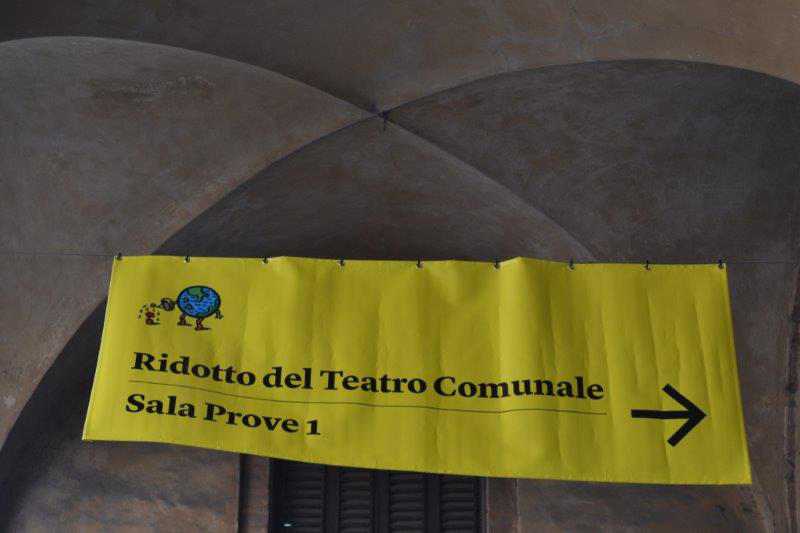 Ridotto del Teatro Comunale
Sala Prove 1